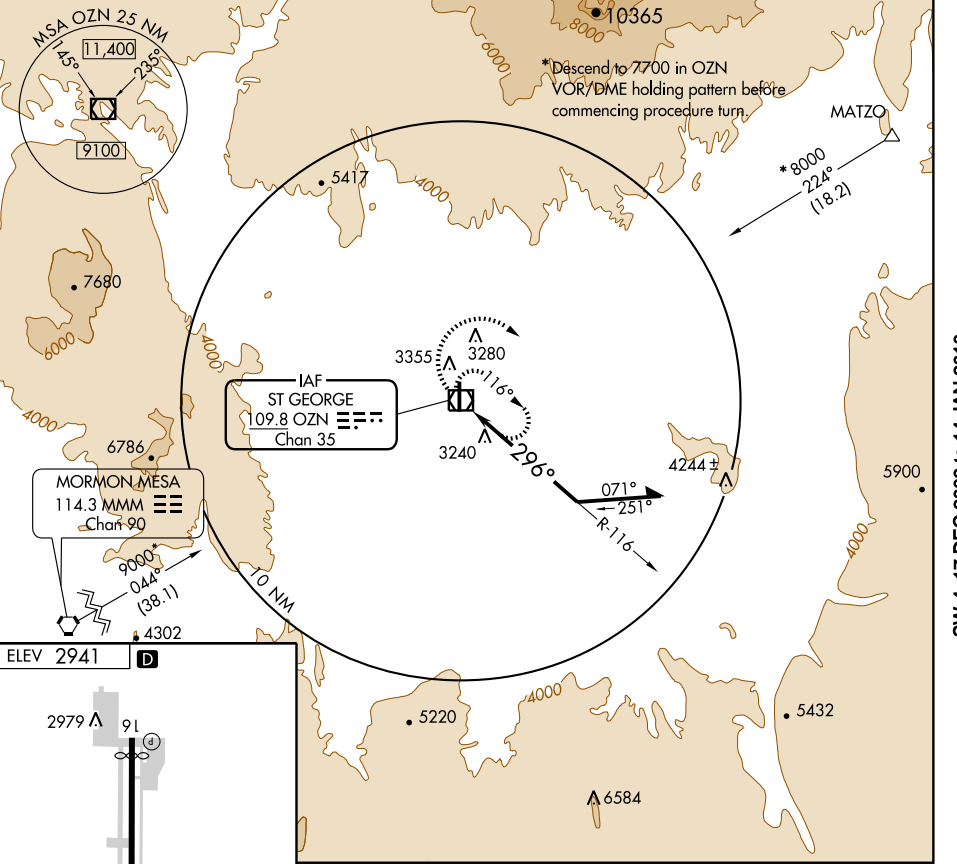 MSA OZN 25 NM
11,400
145°
235°
9100
10365
8000
6000
*Descend to 7700 in OZN
VOR/DME holding pattern before
commencing procedure turn.
MATZO
*8000
224°
(18.2)
5417
4000
7680
6000
4000
4000
3355
3280
116°
IAF
ST GEORGE
109.8 OZN
Chan 35
3240
296°
6786
4244±
5900
071°
251°
R-116
MORMON MESA
114.3 MMM
Chan 90
9000*
044°
(38.1)
10 NM
4000
4302
ELEV 2941
D
4000
5220
5432
2979
16
P
6584